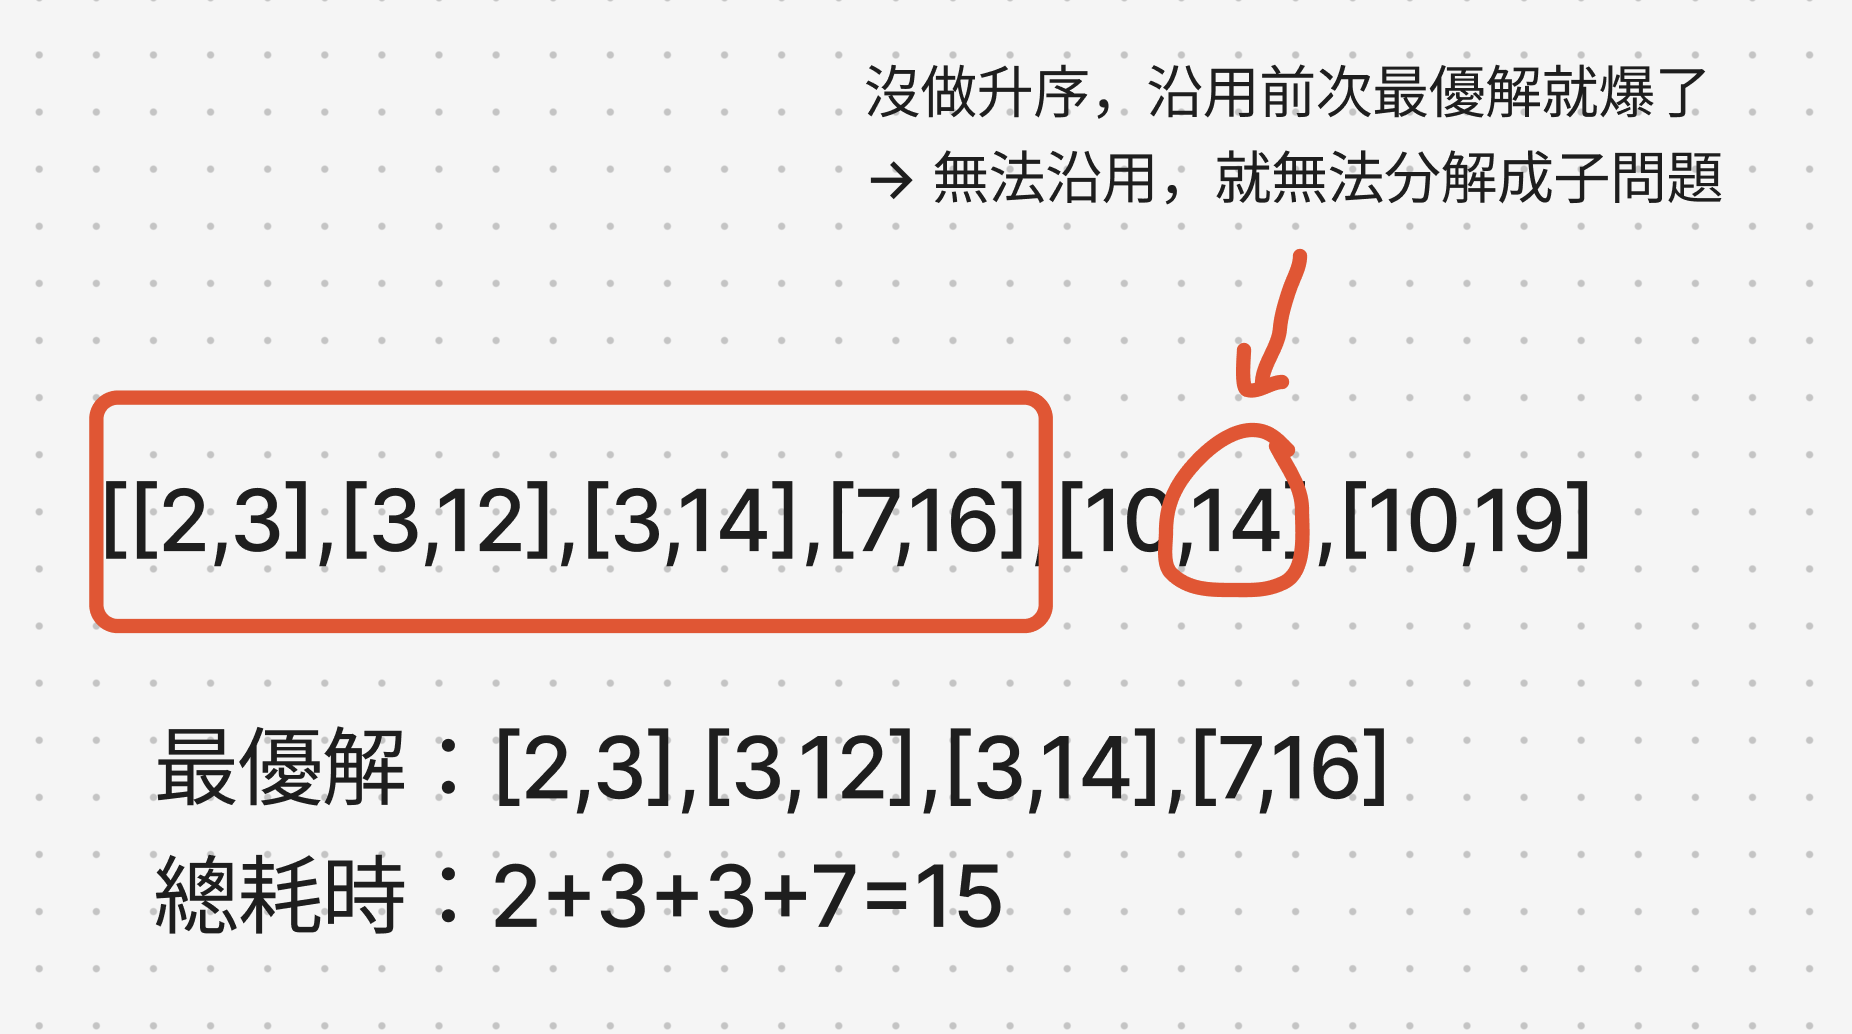 沒做升序，沿用前次最優解就爆了
→ 無法沿用，就無法分解成子問題
[[2,3],[3,12],[3,14],[7,16],[10,14],[10,19]
最優解：[2,3],[3,12],[3,14],[7,16]
總耗時：2+3+3+7=15